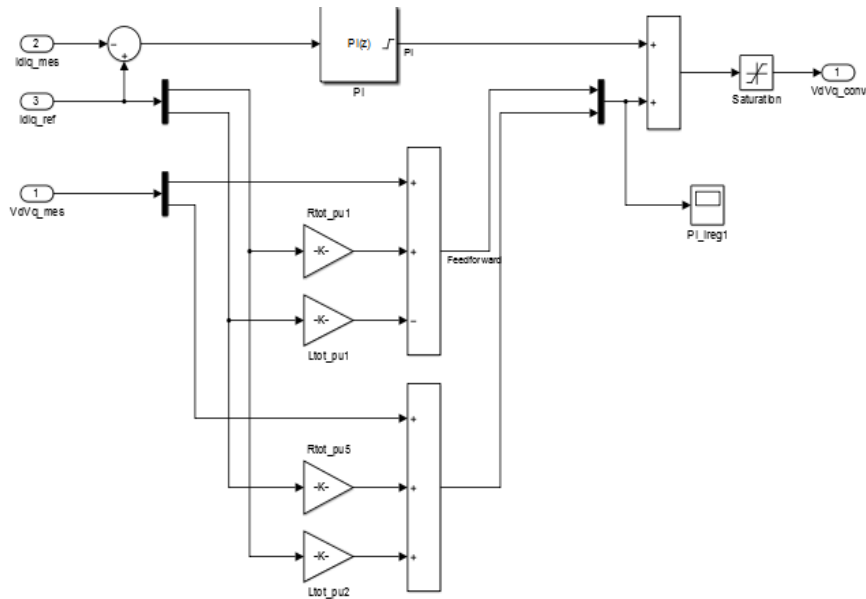 2
IdIq_mes
PI(z)
PI
PI
3
IdIq_ref
Saturation
1
VdVq_conv
1
VdVq_mes
PI_Ireg1
Rtot_pu1
-K-
Feedforward
-K-
Ltot_pu1
Rtot_pu5
-K-
-K-
Ltot_pu2